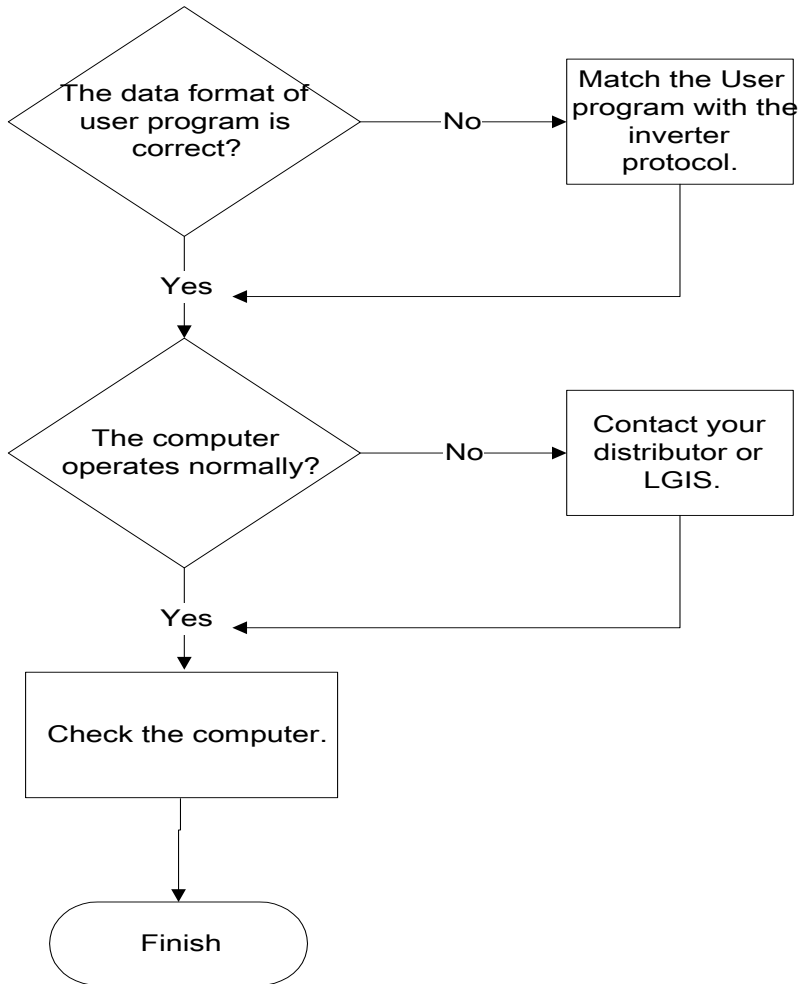 The data format of
user program is
correct?
No
Match the User
program with the
inverter
protocol.
Yes
The computer
operates normally?
No
Contact your
distributor or
LGIS.
Yes
Check the computer.
Finish